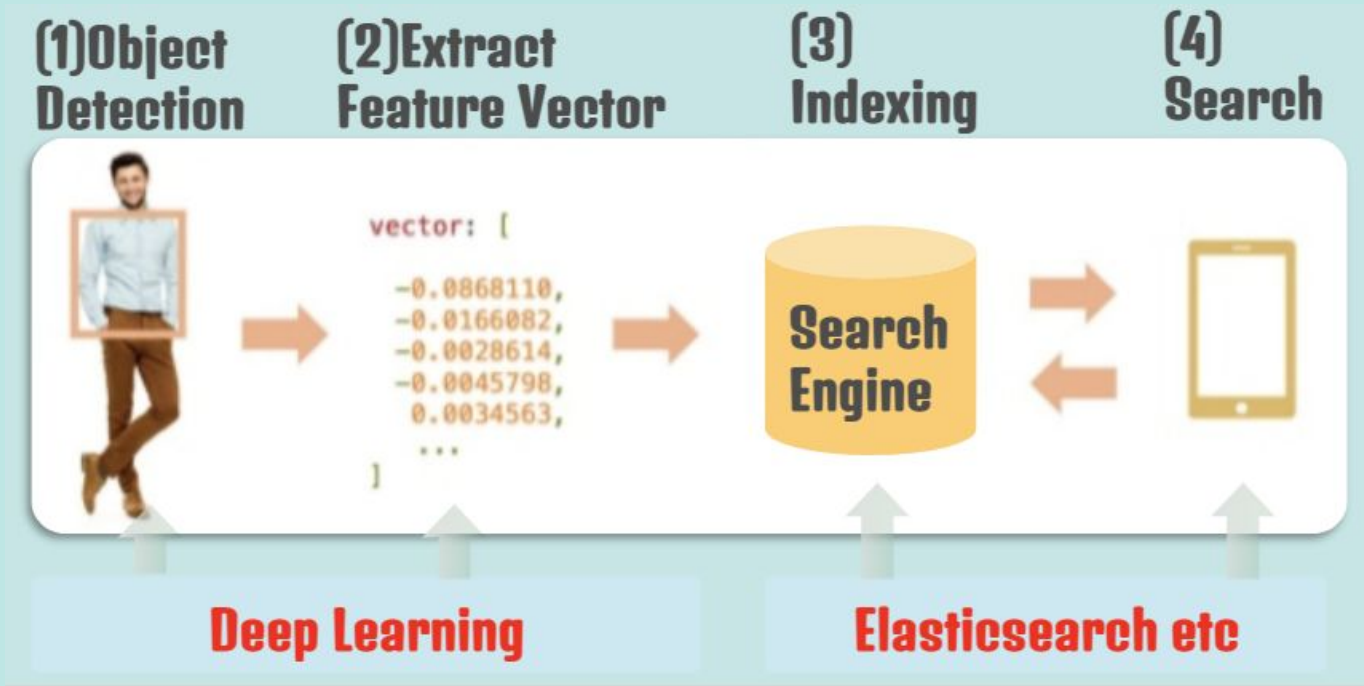 (1)Object
Detection
(2)Extract
Feature Vector
(3)
Indexing
(4)
Search
vector: [
-0.0868110,
-0.0166082,
-0.0028614,
-0.0045798,
0.0034563,
...
]
Search
Engine
Deep Learning
Elasticsearch etc